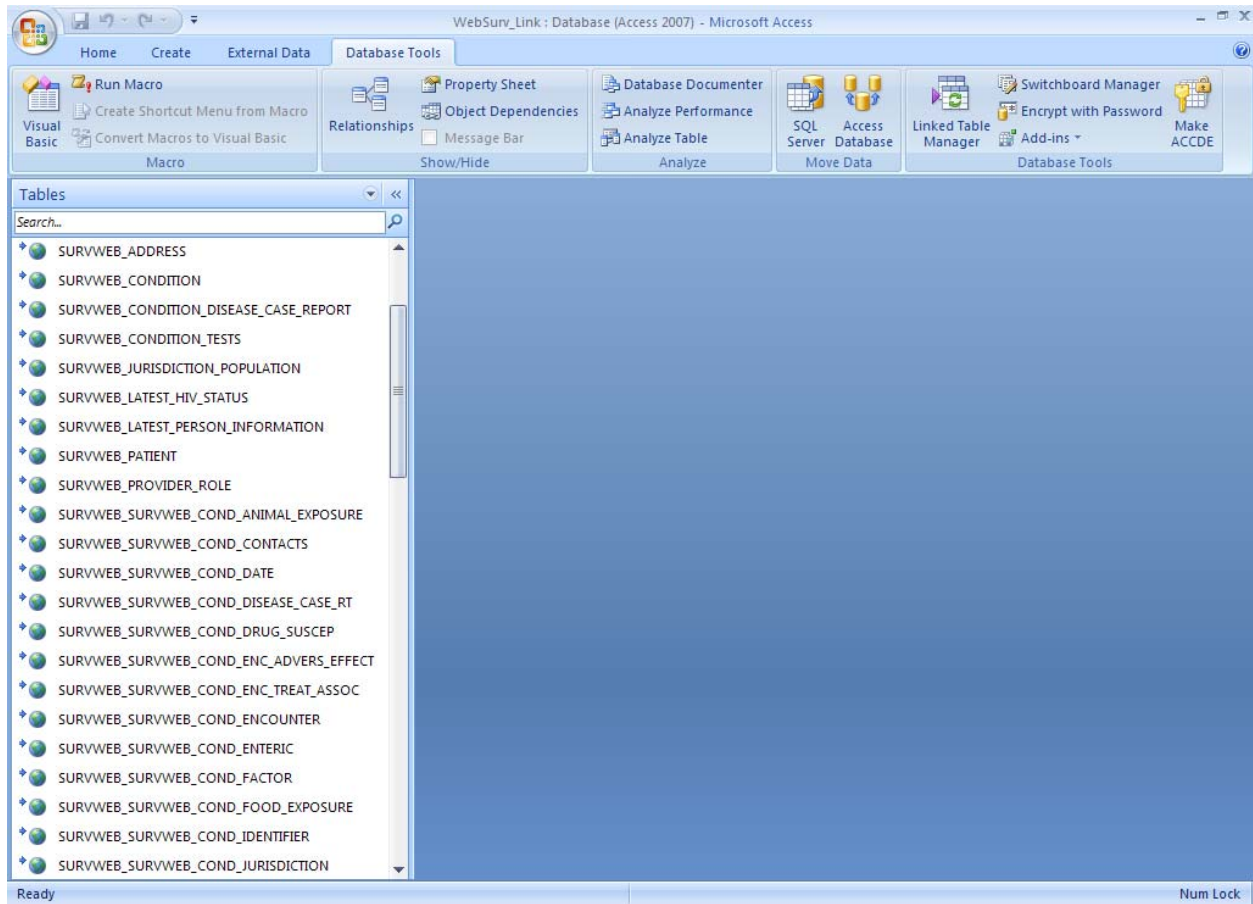 WebSurv_Link : Database (Access 2007) - Microsoft Access
Home Create External Data Database Tools
Visual Basic
Run Macro
Create Shortcut Menu from Macro
Convert Macros to Visual Basic
Macro
Relationships
Property Sheet
Object Dependencies
Message Bar
Show/Hide
Database Documenter
Analyze Performance
Analyze Table
Analyze
SQL Server
Access Database
Move Data
Linked Table Manager
Switchboard Manager
Encrypt with Password
Add-ins
Make ACCDE
Database Tools
Tables
Search...
SURVWEB_ADDRESS
SURVWEB_CONDITION
SURVWEB_CONDITION_DISEASE_CASE_REPORT
SURVWEB_CONDITION_TESTS
SURVWEB_JURISDICTION_POPULATION
SURVWEB_LATEST_HIV_STATUS
SURVWEB_LATEST_PERSON_INFORMATION
SURVWEB_PATIENT
SURVWEB_PROVIDER_ROLE
SURVWEB_SURVWEB_COND_ANIMAL_EXPOSURE
SURVWEB_SURVWEB_COND_CONTACTS
SURVWEB_SURVWEB_COND_DATE
SURVWEB_SURVWEB_COND_DISEASE_CASE_RT
SURVWEB_SURVWEB_COND_DRUG_SUSCEP
SURVWEB_SURVWEB_COND_ENC_ADVERS_EFFECT
SURVWEB_SURVWEB_COND_ENC_TREAT_ASSOC
SURVWEB_SURVWEB_COND_ENCOUNTER
SURVWEB_SURVWEB_COND_ENTERIC
SURVWEB_SURVWEB_COND_FACTOR
SURVWEB_SURVWEB_COND_FOOD_EXPOSURE
SURVWEB_SURVWEB_COND_IDENTIFIER
SURVWEB_SURVWEB_COND_JURISDICTION
Ready
Num Lock